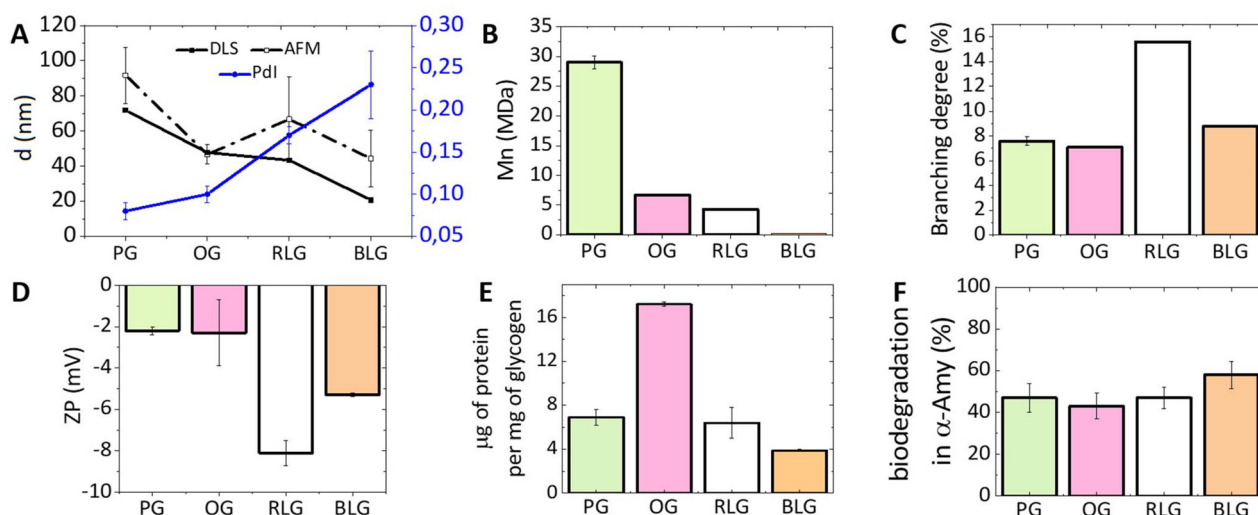 A
d (nm)
120
100
80
60
40
20
0
DLS
AFM
PdI
0,30
0,25
0,20
0,15
0,10
0,05
PG OG RLG BLG
B
Mn (MDa)
35
30
25
20
15
10
5
0
PG OG RLG BLG
C
Branching degree (%)
16
14
12
10
8
6
4
2
0
PG OG RLG BLG
D
ZP (mV)
0
-2
-4
-6
-8
-10
PG OG RLG BLG
E
μg of protein
per mg of glycogen
16
12
8
4
0
PG OG RLG BLG
F
biodegradation
in α-Amy (%)
100
80
60
40
20
0
PG OG RLG BLG